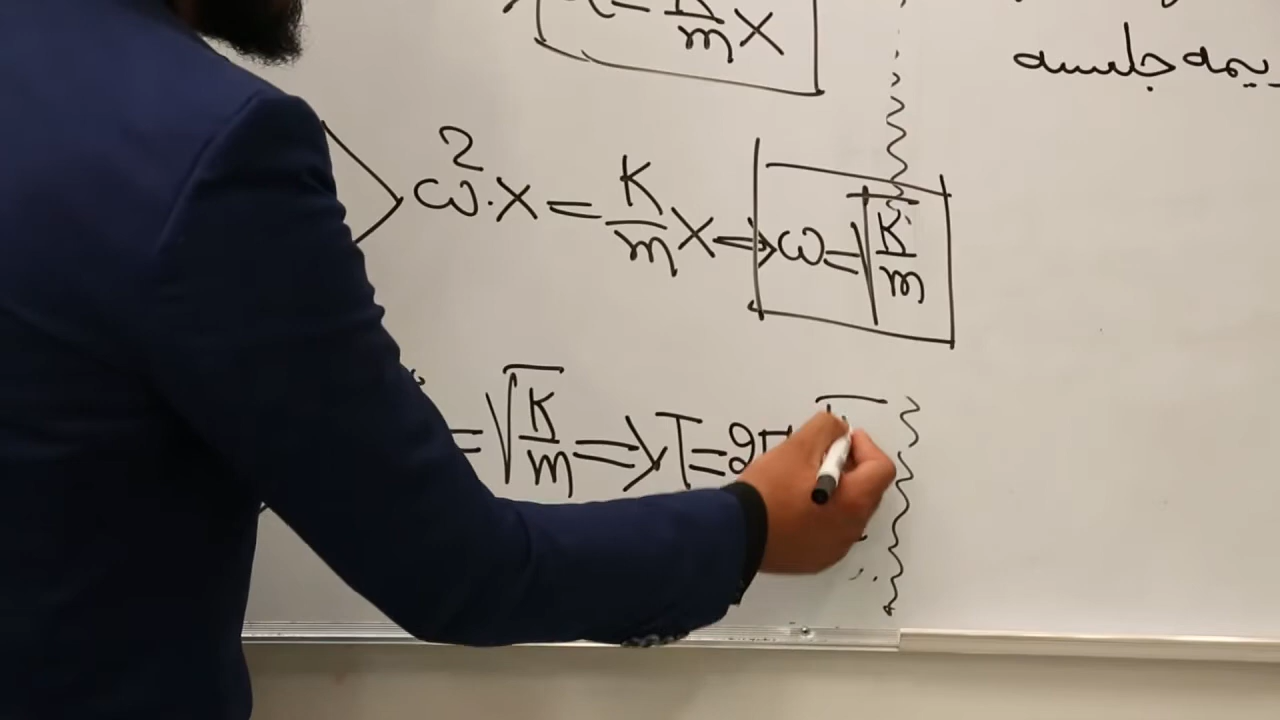 = K/m X
نیمه جلسه
ω².X = K/m X ⇒ ω = √K/m
= √K/m ⇒ T = 2π √